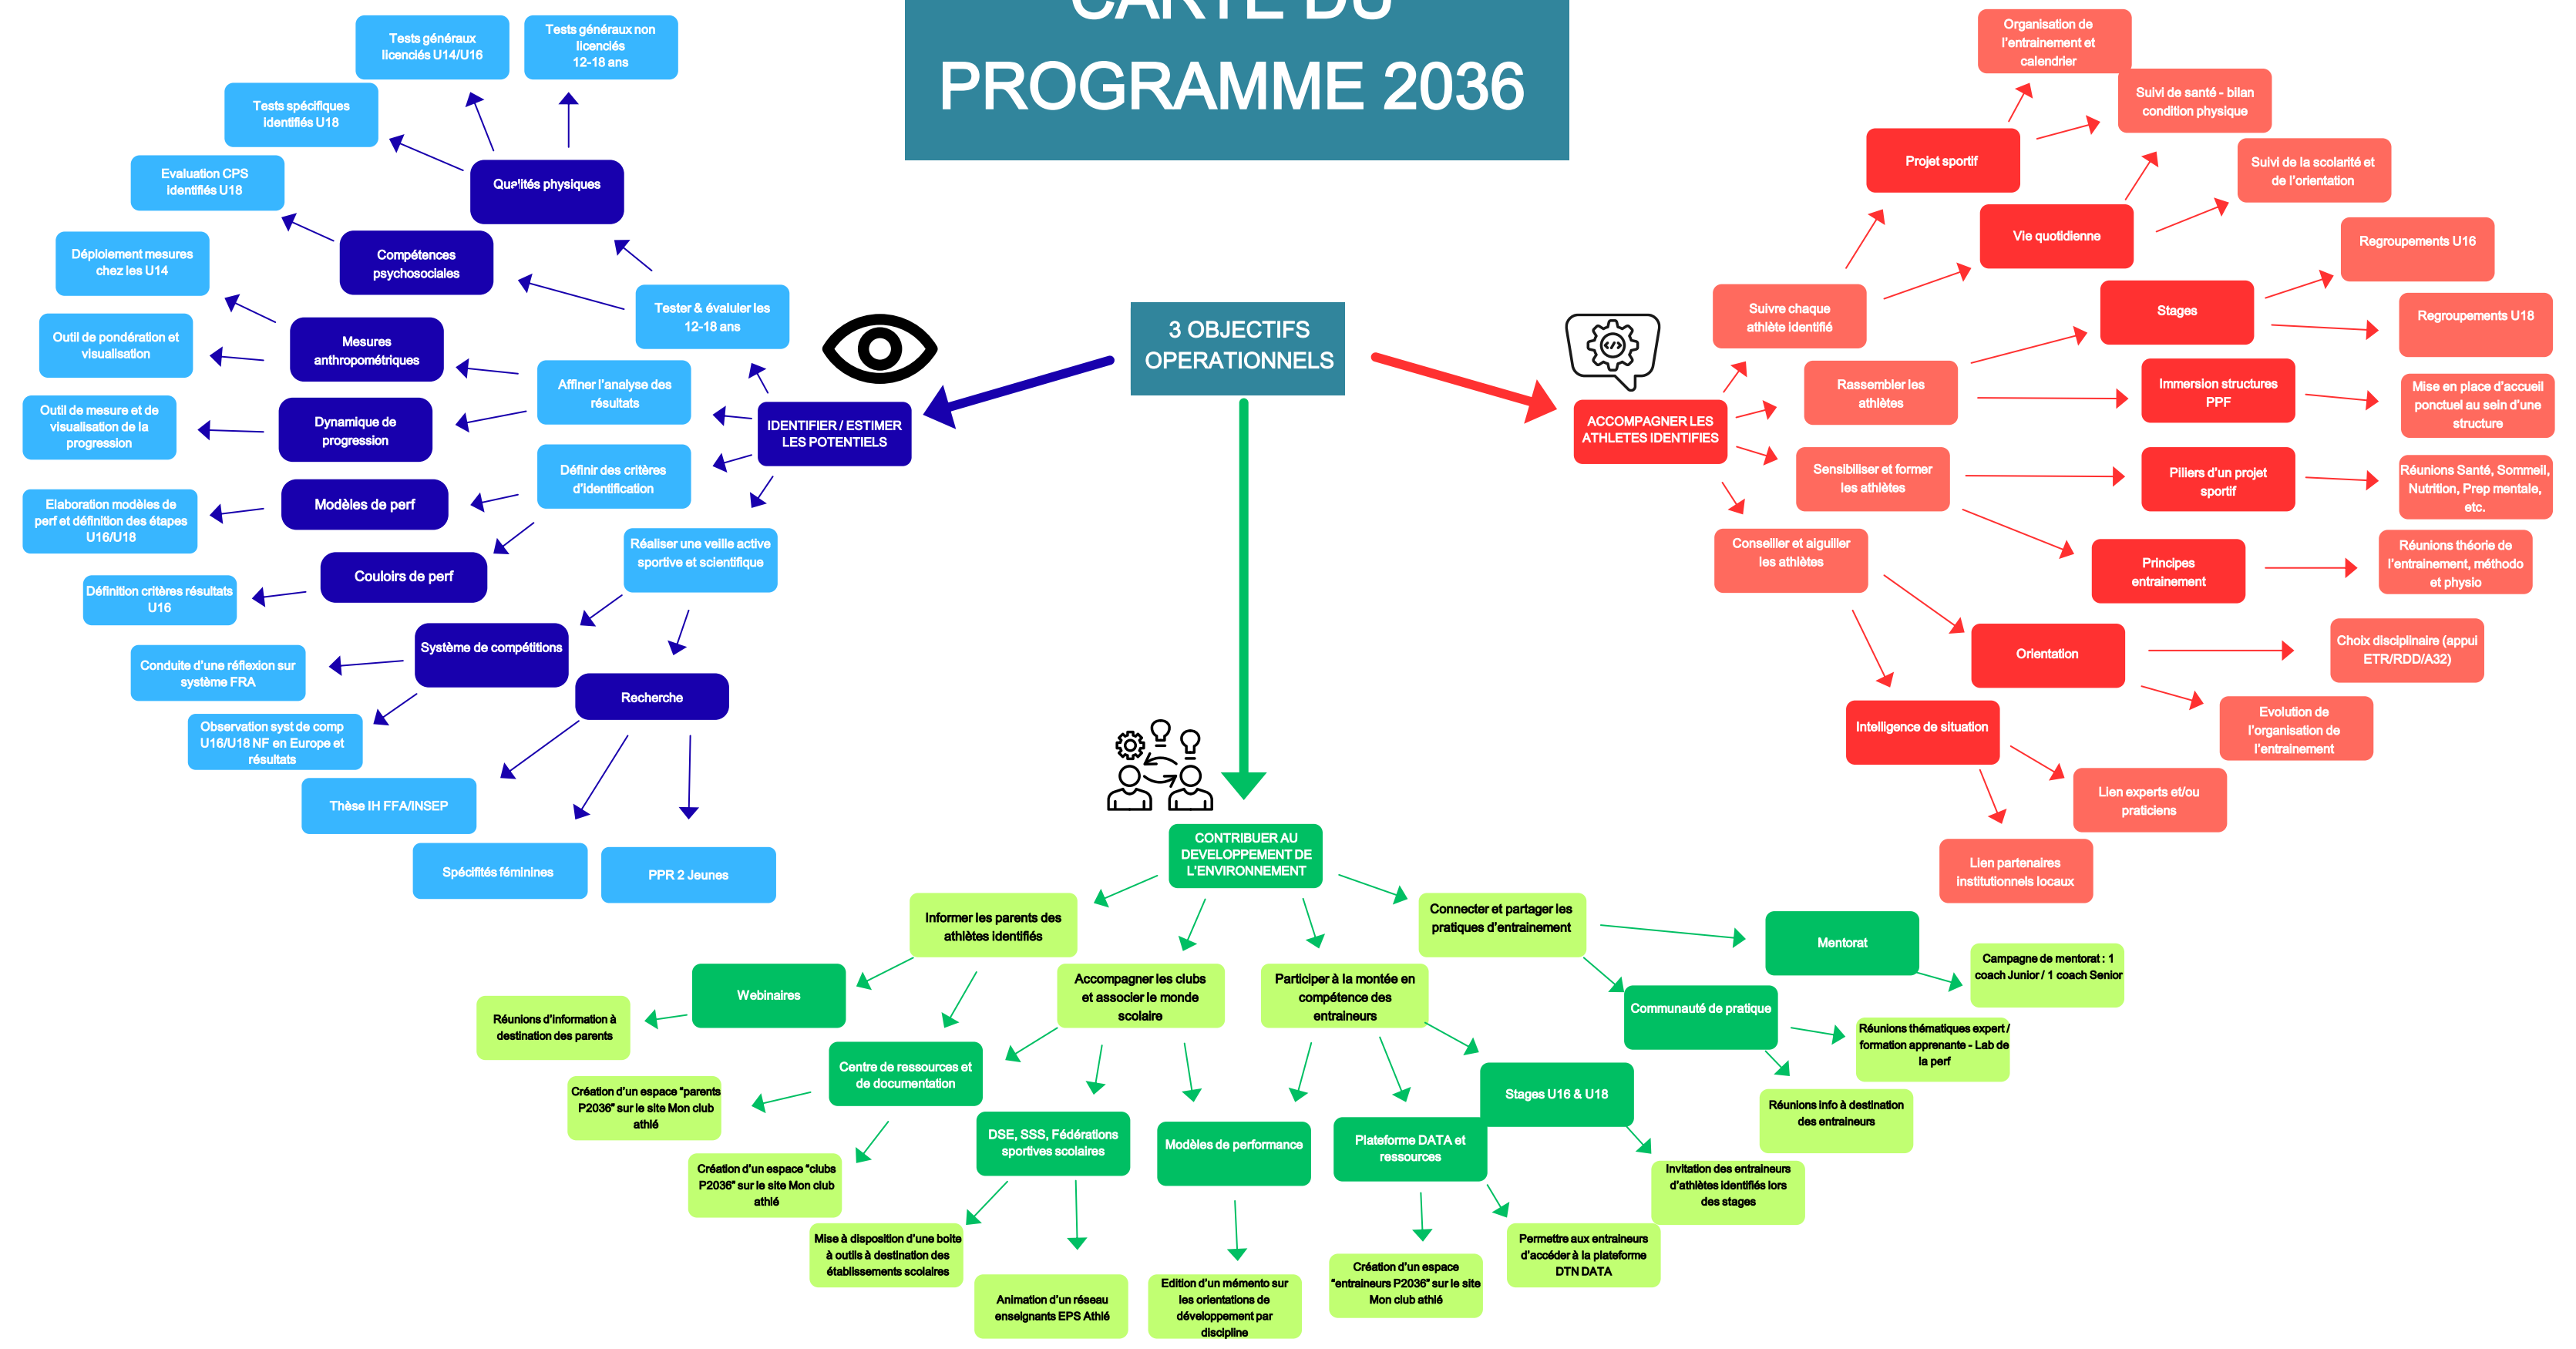 CARTE DU
PROGRAMME 2036
3 OBJECTIFS
OPERATIONNELS
IDENTIFIER / ESTIMER
LES POTENTIELS
Tester & évaluer les
12-18 ans
Qualités physiques
Tests généraux non
licenciés
12-18 ans
Tests généraux
licenciés U14/U16
Tests spécifiques
identifiés U18
Compétences
psychosociales
Evaluation CPS
identifiés U18
Affiner l'analyse des
résultats
Mesures
anthropométriques
Déploiement mesures
chez les U14
Outil de pondération et
visualisation
Dynamique de
progression
Outil de mesure et de
visualisation de la
progression
Définir des critères
d'identification
Modèles de perf
Elaboration modèles de
perf et définition des étapes
U16/U18
Couloirs de perf
Définition critères résultats
U16
Réaliser une veille active
sportive et scientifique
Système de compétitions
Conduite d'une réflexion sur
système FRA
Observation syst de comp
U16/U18 NF en Europe et
résultats
Recherche
Thèse IH FFA/INSEP
Spécifités féminines
PPR 2 Jeunes
ACCOMPAGNER LES
ATHLETES IDENTIFIES
Suivre chaque
athlète identifié
Projet sportif
Organisation de
l'entrainement et
calendrier
Suivi de santé - bilan
condition physique
Vie quotidienne
Suivi de la scolarité et
de l'orientation
Rassembler les
athlètes
Stages
Regroupements U16
Regroupements U18
Immersion structures
PPF
Mise en place d'accueil
ponctuel au sein d'une
structure
Sensibiliser et former
les athlètes
Piliers d'un projet
sportif
Réunions Santé, Sommeil,
Nutrition, Prep mentale,
etc.
Principes
entrainement
Réunions théorie de
l'entrainement, méthodo
et physio
Conseiller et aiguiller
les athlètes
Orientation
Choix disciplinaire (appui
ETR/RDD/A32)
Evolution de
l'organisation de
l'entrainement
Intelligence de situation
Lien experts et/ou
praticiens
Lien partenaires
institutionnels locaux
CONTRIBUER AU
DEVELOPPEMENT DE
L'ENVIRONNEMENT
Informer les parents des
athlètes identifiés
Webinaires
Réunions d'information à
destination des parents
Centre de ressources et
de documentation
Création d'un espace "parents
P2036" sur le site Mon club
athlé
Création d'un espace "clubs
P2036" sur le site Mon club
athlé
Accompagner les clubs
et associer le monde
scolaire
DSE, SSS, Fédérations
sportives scolaires
Mise à disposition d'une boite
à outils à destination des
établissements scolaires
Animation d'un réseau
enseignants EPS Athlé
Modèles de performance
Edition d'un mémento sur
les orientations de
développement par
discipline
Participer à la montée en
compétence des
entraineurs
Plateforme DATA et
ressources
Création d'un espace
"entraineurs P2036" sur le site
Mon club athlé
Permettre aux entraineurs
d'accéder à la plateforme
DTN DATA
Stages U16 & U18
Invitation des entraineurs
d'athlètes identifiés lors
des stages
Connecter et partager les
pratiques d'entrainement
Mentorat
Campagne de mentorat : 1
coach Junior / 1 coach Senior
Communauté de pratique
Réunions thématiques expert /
formation apprenante - Lab de
la perf
Réunions info à destination
des entraineurs